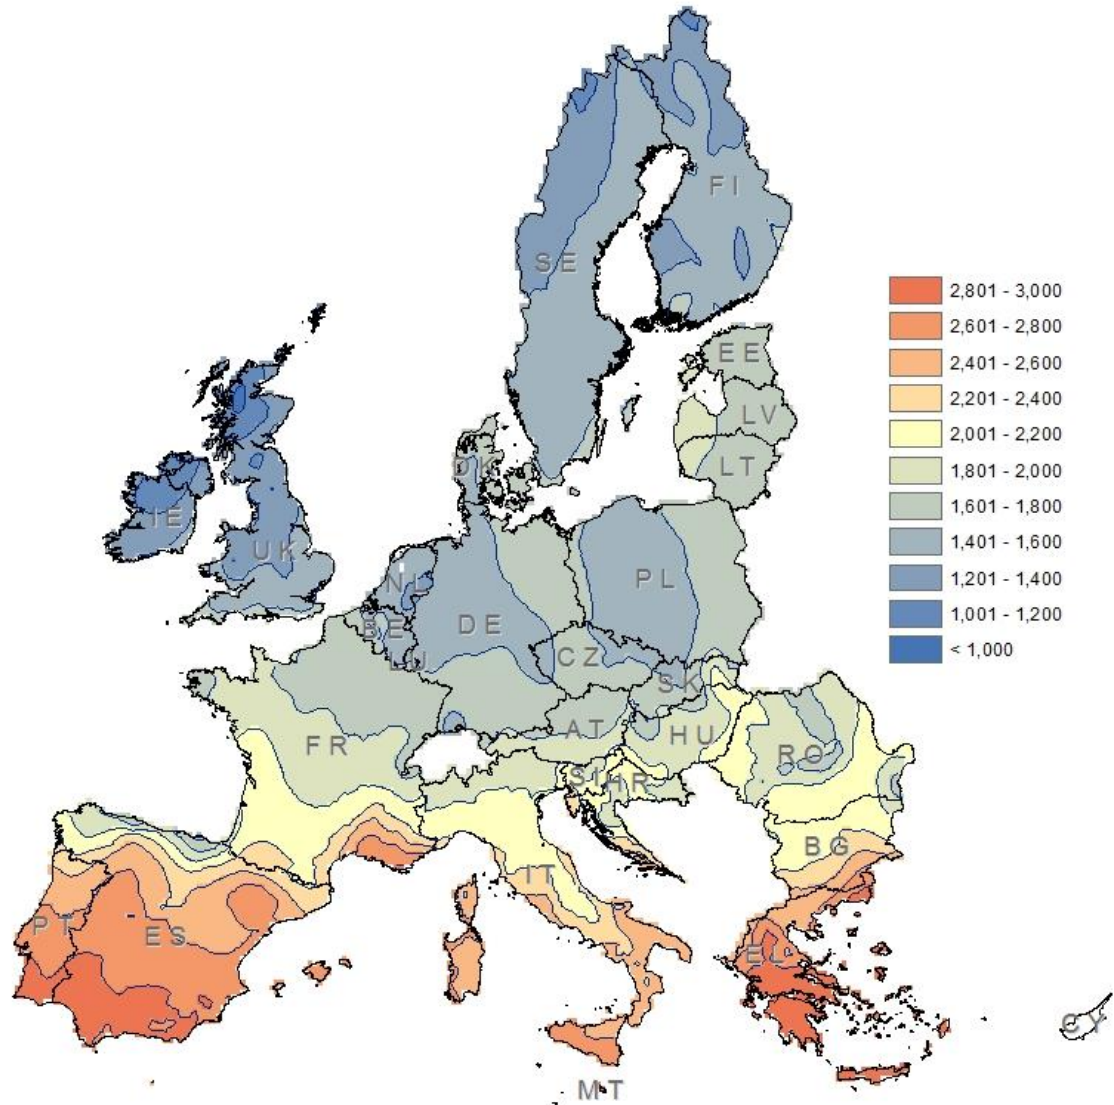 FI
SE
2,801 - 3,000
2,601 - 2,800
2,401 - 2,600
2,201 - 2,400
2,001 - 2,200
1,801 - 2,000
1,601 - 1,800
1,401 - 1,600
1,201 - 1,400
1,001 - 1,200
< 1,000
EE
LV
DK
LT
IE
UK
NL
PL
BE
DE
LU
CZ
SK
AT
HU
FR
RO
SI
HR
BG
IT
PT
ES
EL
CY
MT